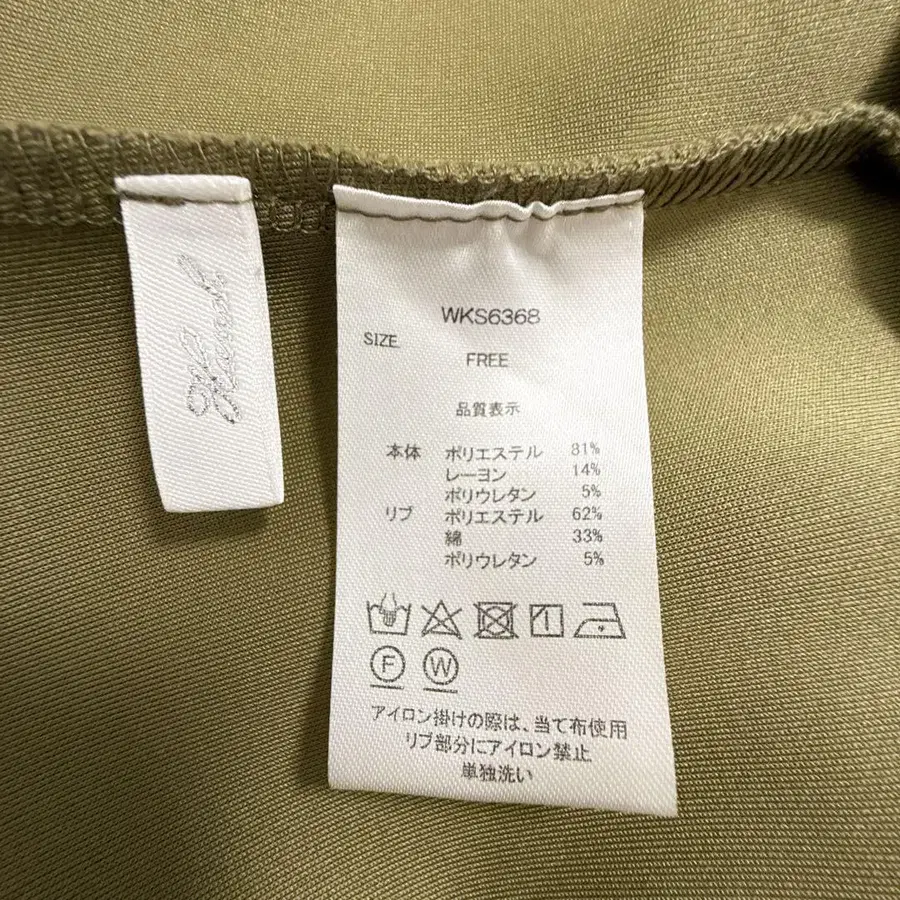 WKS6368
SIZE.
FREE
品質表示
本体 ポリエステル 81%
レーヨン 14%
ポリウレタン 5%
リブ ポリエステル 62%
綿 33%
ポリウレタン 5%
F W
アイロン掛けの際は、当て布使用
リブ部分にアイロン禁止
単独洗い